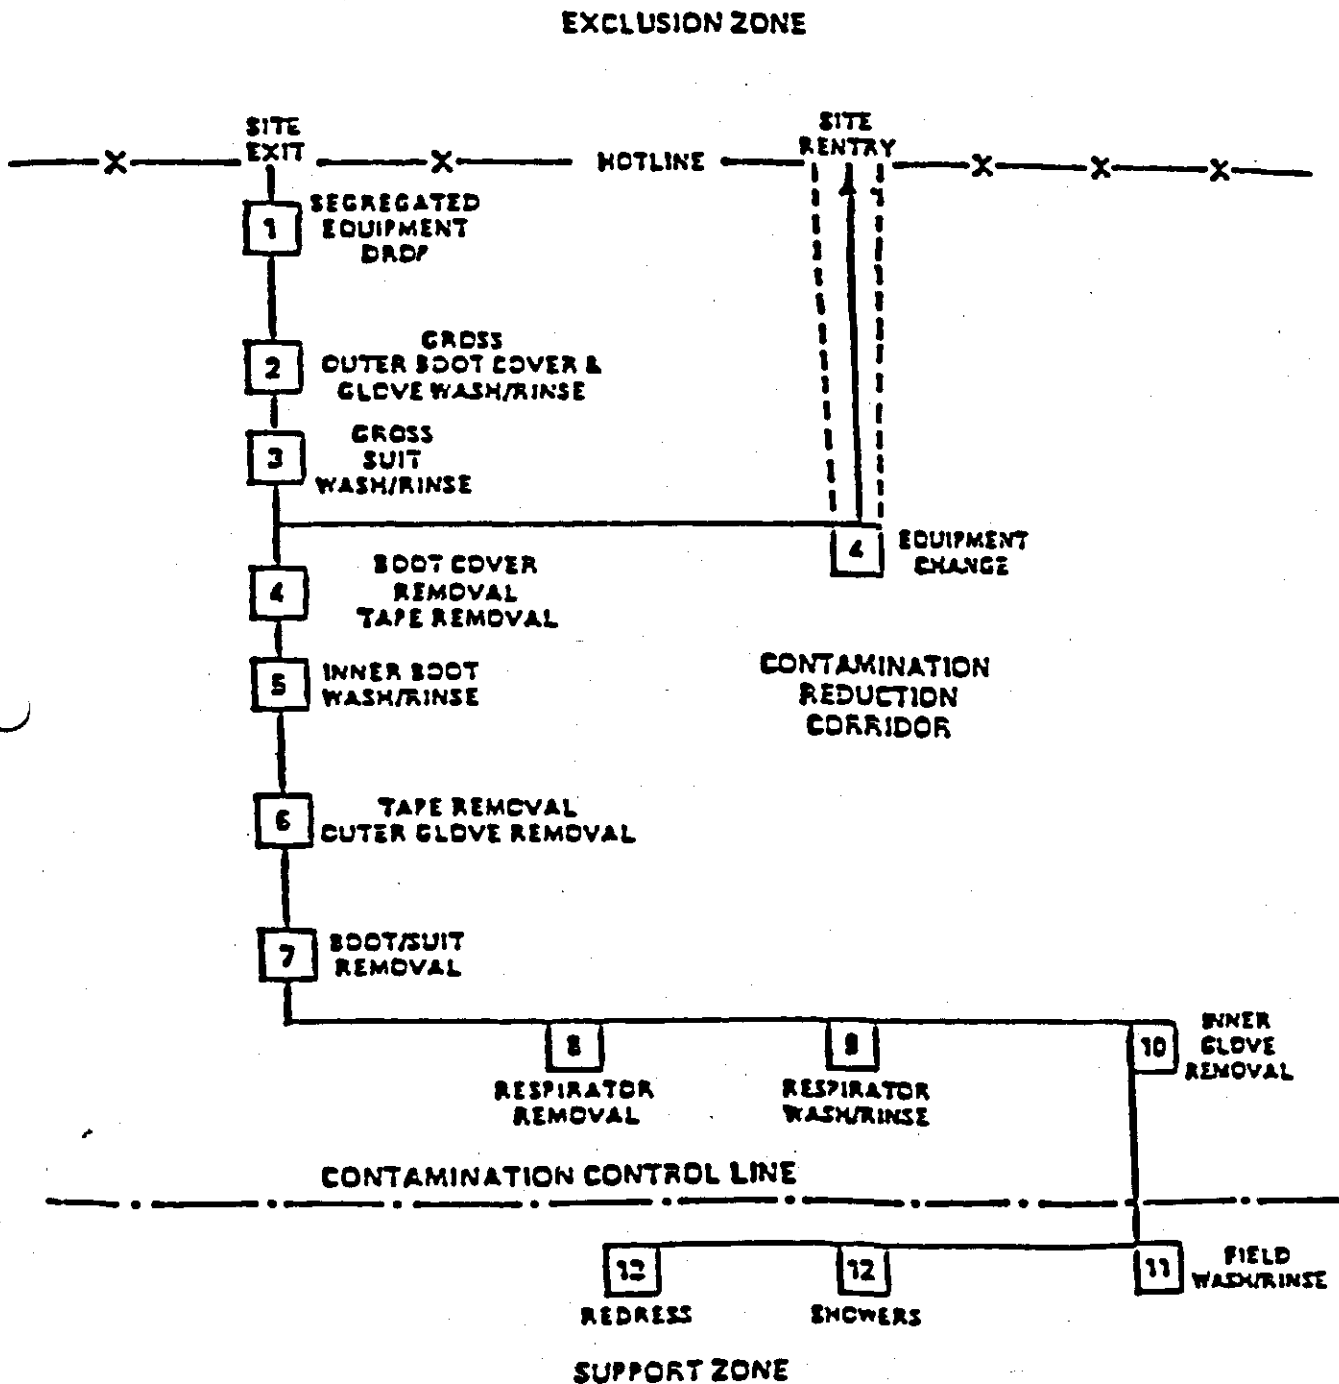 EXCLUSION ZONE
SITE
EXIT
HOTLINE
SITE
RENTRY
1
SEGREGATED
EQUIPMENT
DROP
2
GROSS
OUTER BOOT COVER &
GLOVE WASH/RINSE
3
GROSS
SUIT
WASH/RINSE
4
EQUIPMENT
CHANGE
4
BOOT COVER
REMOVAL
TAPE REMOVAL
5
INNER BOOT
WASH/RINSE
CONTAMINATION
REDUCTION
CORRIDOR
6
TAPE REMOVAL
OUTER GLOVE REMOVAL
7
BOOT/SUIT
REMOVAL
8
RESPIRATOR
REMOVAL
9
RESPIRATOR
WASH/RINSE
10
INNER
GLOVE
REMOVAL
CONTAMINATION CONTROL LINE
13
REDRESS
12
SHOWERS
11
FIELD
WASH/RINSE
SUPPORT ZONE